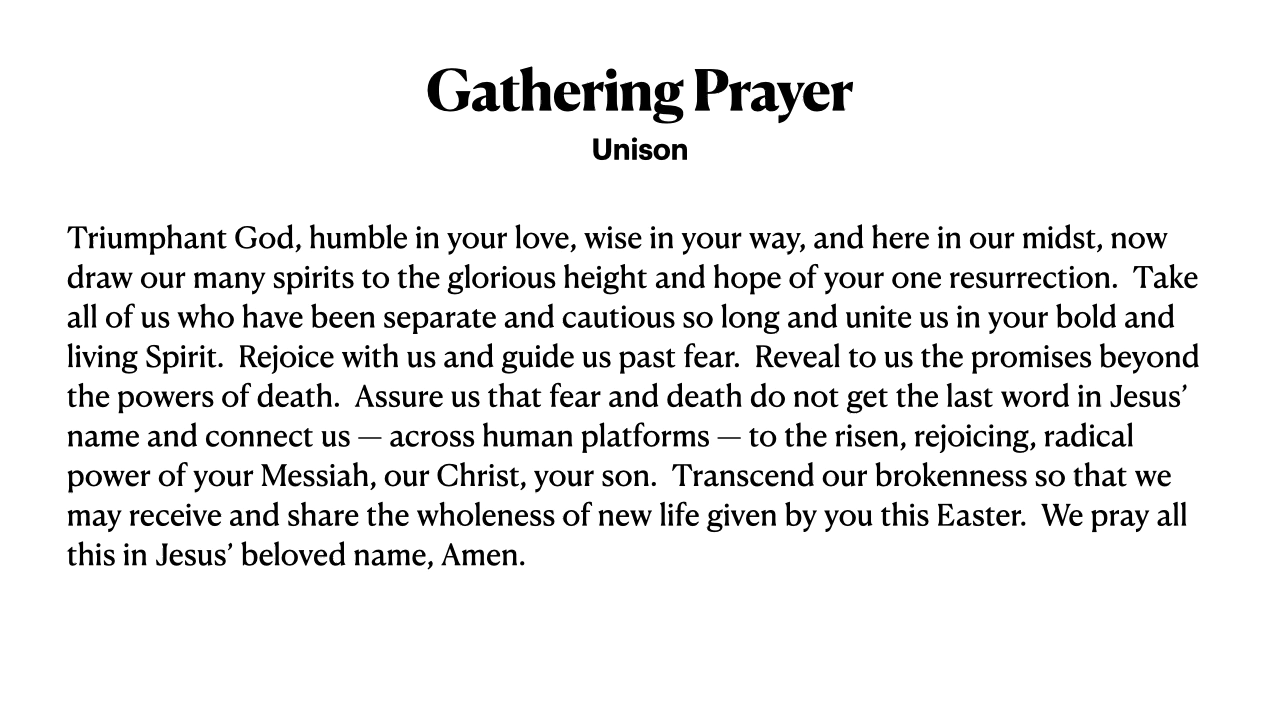 Gathering Prayer
Unison
Triumphant God, humble in your love, wise in your way, and here in our midst, now
draw our many spirits to the glorious height and hope of your one resurrection.  Take
all of us who have been separate and cautious so long and unite us in your bold and
living Spirit.  Rejoice with us and guide us past fear.  Reveal to us the promises beyond
the powers of death.  Assure us that fear and death do not get the last word in Jesus’
name and connect us — across human platforms — to the risen, rejoicing, radical
power of your Messiah, our Christ, your son.  Transcend our brokenness so that we
may receive and share the wholeness of new life given by you this Easter.  We pray all
this in Jesus’ beloved name, Amen.